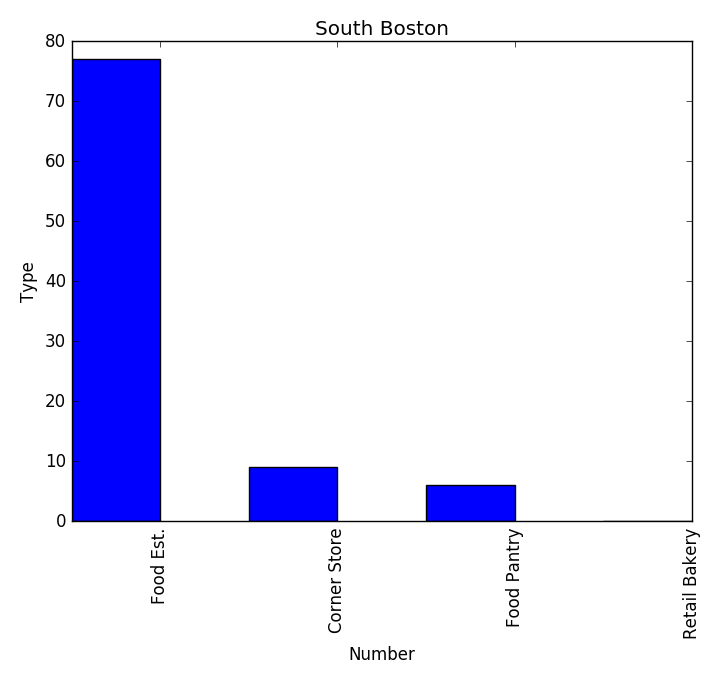 South Boston
80
70
60
50
40
30
20
10
0
Type
Food Est.
Corner Store
Food Pantry
Retail Bakery
Number